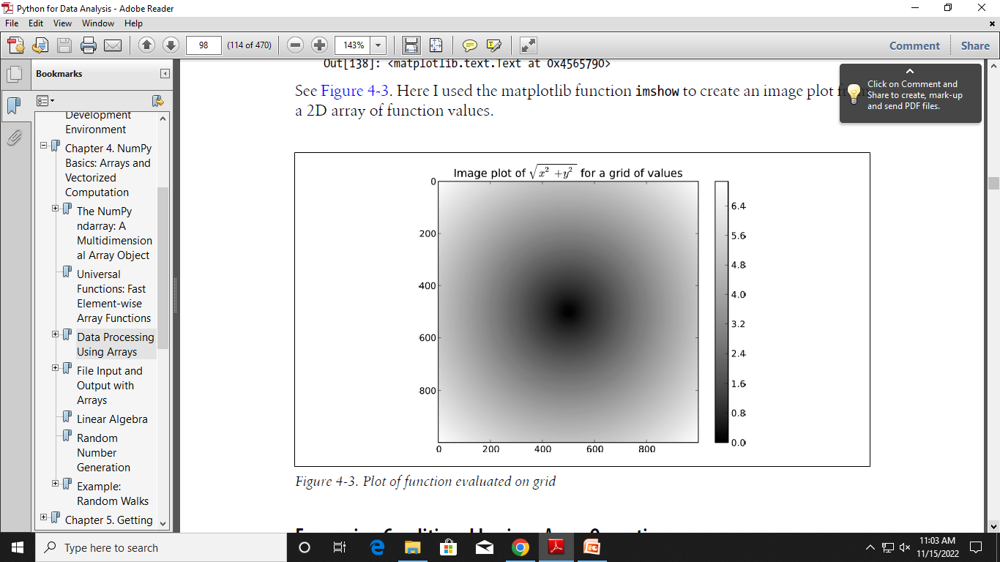 Python for Data Analysis - Adobe Reader
File Edit View Window Help
98 (114 of 470) 143% Comment Share
Bookmarks
Development
Environment
Chapter 4. NumPy
Basics: Arrays and
Vectorized
Computation
The NumPy
ndarray: A
Multidimension
al Array Object
Universal
Functions: Fast
Element-wise
Array Functions
Data Processing
Using Arrays
File Input and
Output with
Arrays
Linear Algebra
Random
Number
Generation
Example:
Random Walks
Chapter 5. Getting
Out[138]: <matplotlib.text.Text at 0x4565790>
See Figure 4-3. Here I used the matplotlib function imshow to create an image plot
a 2D array of function values.
Click on Comment and
Share to create, mark-up
and send PDF files.
Image plot of √x² + y² for a grid of values
0
200
400
600
800
0 200 400 600 800
6.4
5.6
4.8
4.0
3.2
2.4
1.6
0.8
0.0
Figure 4-3. Plot of function evaluated on grid
Type here to search
11:03 AM
11/15/2022